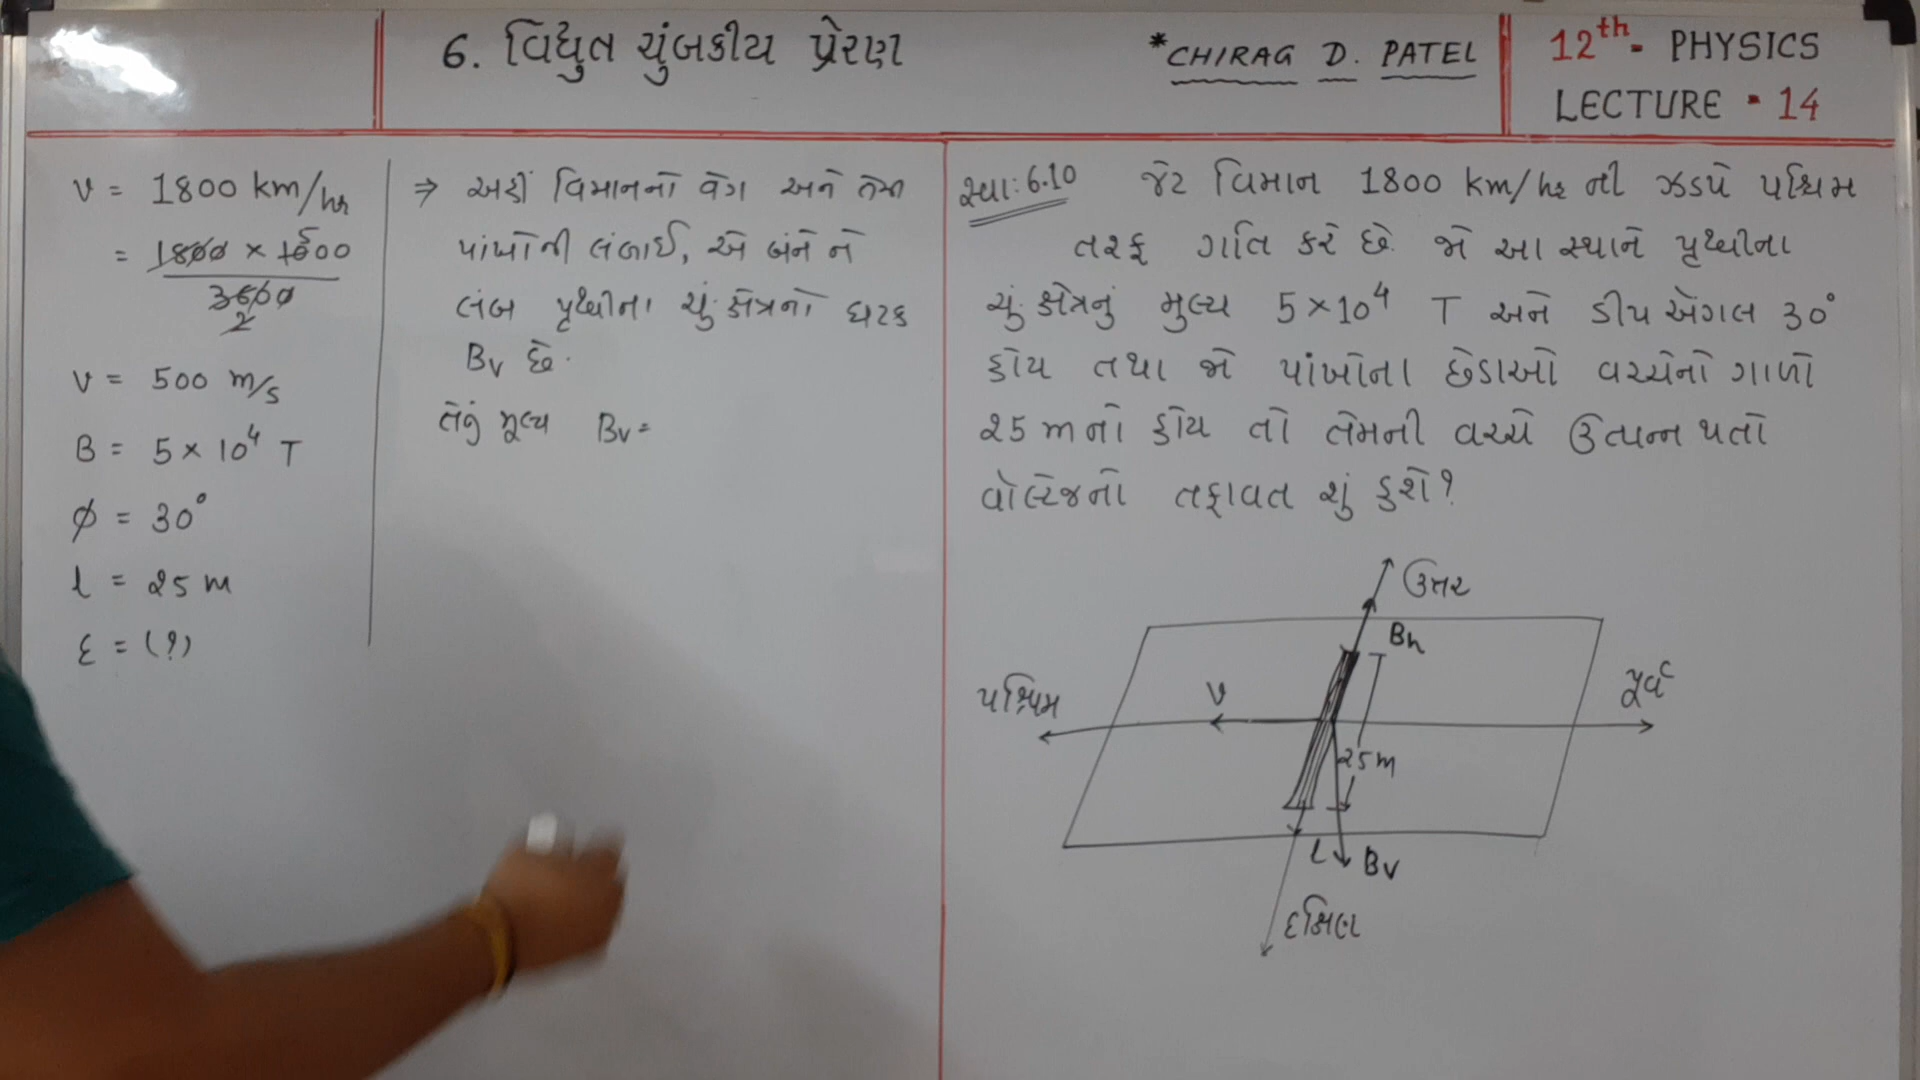 6. વિદ્યુત ચુંબકીય પ્રેરણ
*CHIRAG D. PATEL
12th - PHYSICS
LECTURE - 14
v = 1800 km/hr
= 1800 × 1000
5
3600
2
v = 500 m/s
B = 5 × 10⁴ T
ϕ = 30°
l = 25 m
ε = (?)
⇒ અહીં વિમાનનો વેગ અને તેના
પાંખોની લંબાઈ, એ બંને ને
લંબ પૃથ્વીના ચું. ક્ષેત્રનો ઘટક
Bv છે.
તેનું મૂલ્ય Bv =
સ્વા: 6.10 જેટ વિમાન 1800 km/hr ની ઝડપે પશ્ચિમ
તરફ ગતિ કરે છે. જો આ સ્થાને પૃથ્વીના
ચું. ક્ષેત્રનું મુલ્ય 5×10⁴ T અને ડીપ એંગલ 30°
હોય તથા જો પાંખોના છેડાઓ વચ્ચેનો ગાળો
25 m નો હોય તો તેમની વચ્ચે ઉત્પન્ન થતો
વોલ્ટેજનો તફાવત શું હશે?
ઉત્તર
Bh
પશ્ચિમ
v
પૂર્વ
25 m
l
Bv
દક્ષિણ